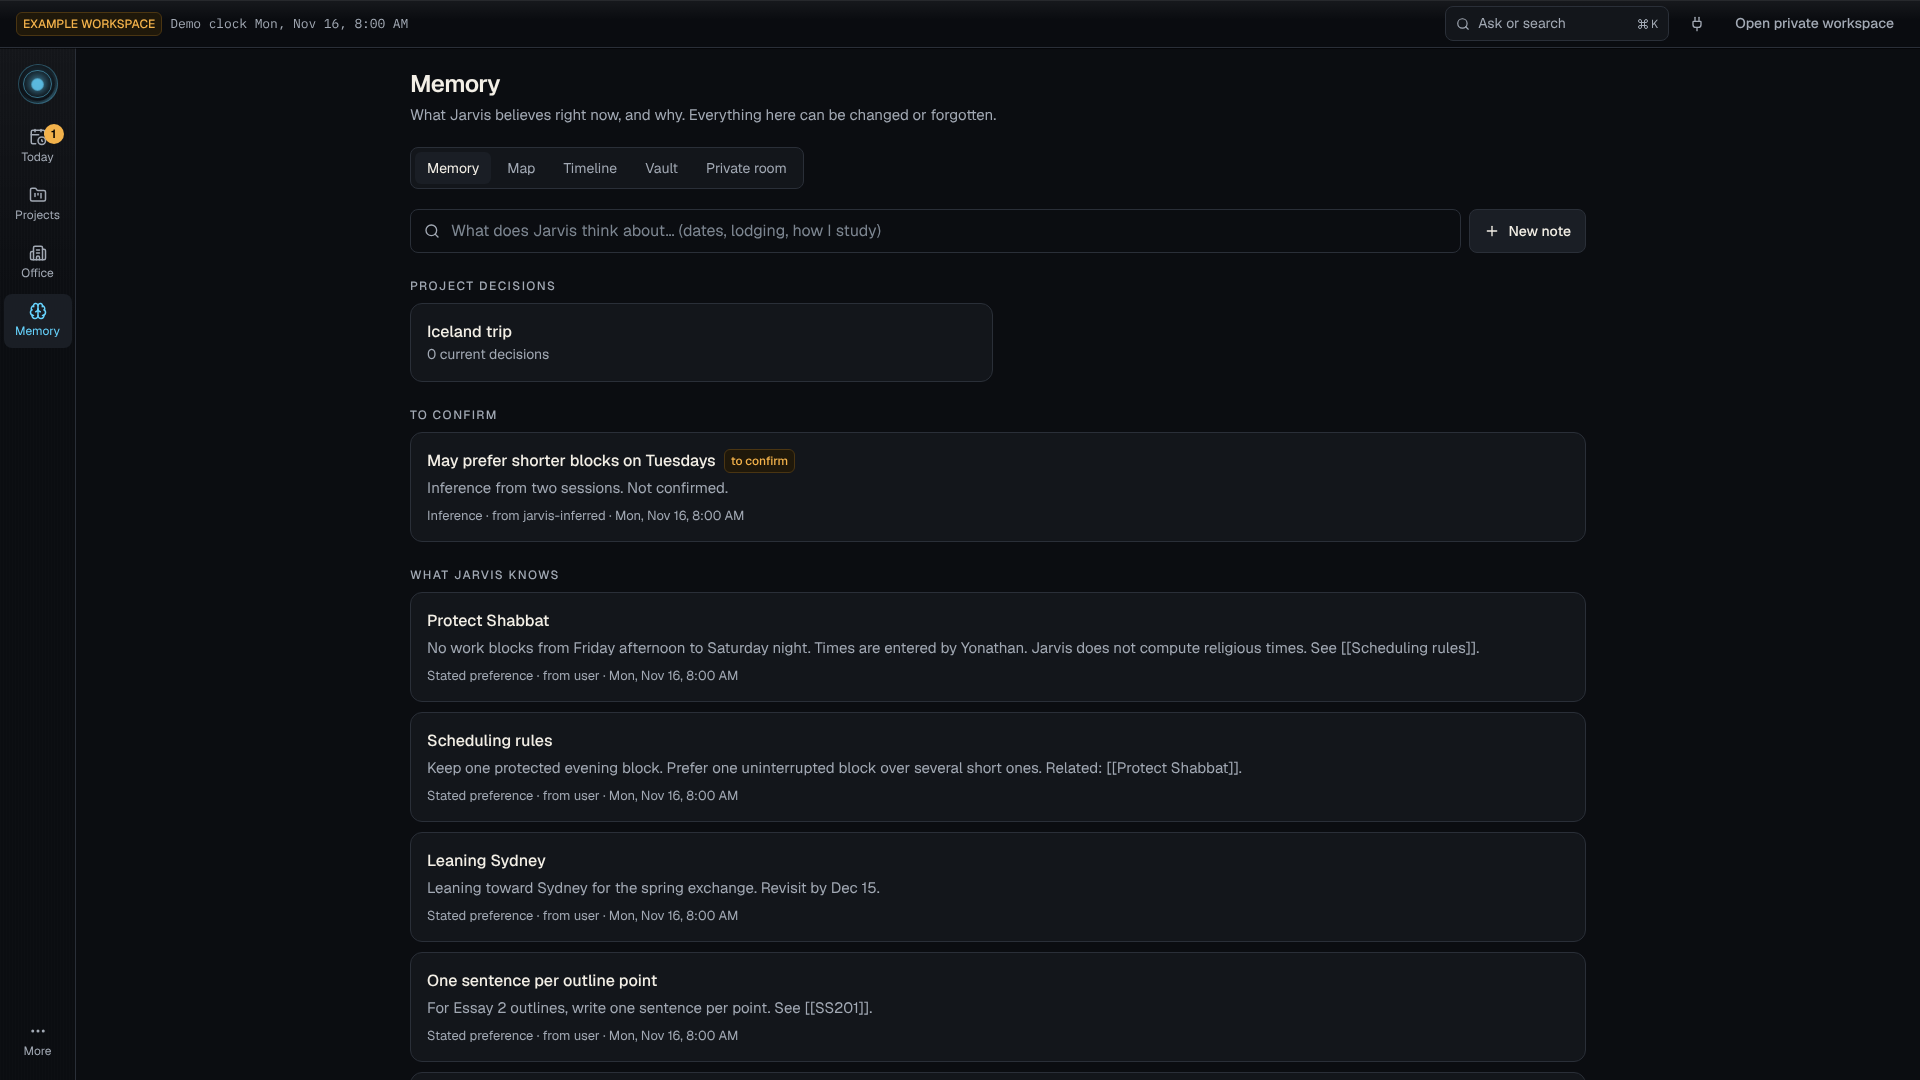 EXAMPLE WORKSPACE Demo clock Mon, Nov 16, 8:00 AM
Ask or search ⌘K
Open private workspace
1
Today
Projects
Office
Memory
More
Memory
What Jarvis believes right now, and why. Everything here can be changed or forgotten.
Memory Map Timeline Vault Private room
What does Jarvis think about... (dates, lodging, how I study)
+ New note
PROJECT DECISIONS
Iceland trip
0 current decisions
TO CONFIRM
May prefer shorter blocks on Tuesdays to confirm
Inference from two sessions. Not confirmed.
Inference · from jarvis-inferred · Mon, Nov 16, 8:00 AM
WHAT JARVIS KNOWS
Protect Shabbat
No work blocks from Friday afternoon to Saturday night. Times are entered by Yonathan. Jarvis does not compute religious times. See [[Scheduling rules]].
Stated preference · from user · Mon, Nov 16, 8:00 AM
Scheduling rules
Keep one protected evening block. Prefer one uninterrupted block over several short ones. Related: [[Protect Shabbat]].
Stated preference · from user · Mon, Nov 16, 8:00 AM
Leaning Sydney
Leaning toward Sydney for the spring exchange. Revisit by Dec 15.
Stated preference · from user · Mon, Nov 16, 8:00 AM
One sentence per outline point
For Essay 2 outlines, write one sentence per point. See [[SS201]].
Stated preference · from user · Mon, Nov 16, 8:00 AM